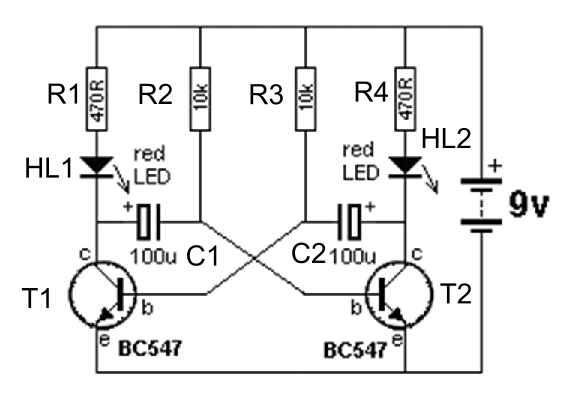 R1
470R
R2
10k
R3
10k
R4
470R
HL1
red
LED
red
LED
HL2
+
9v
+
100u
C1
C2
100u
+
c
T1
b
e
BC547
c
T2
b
e
BC547